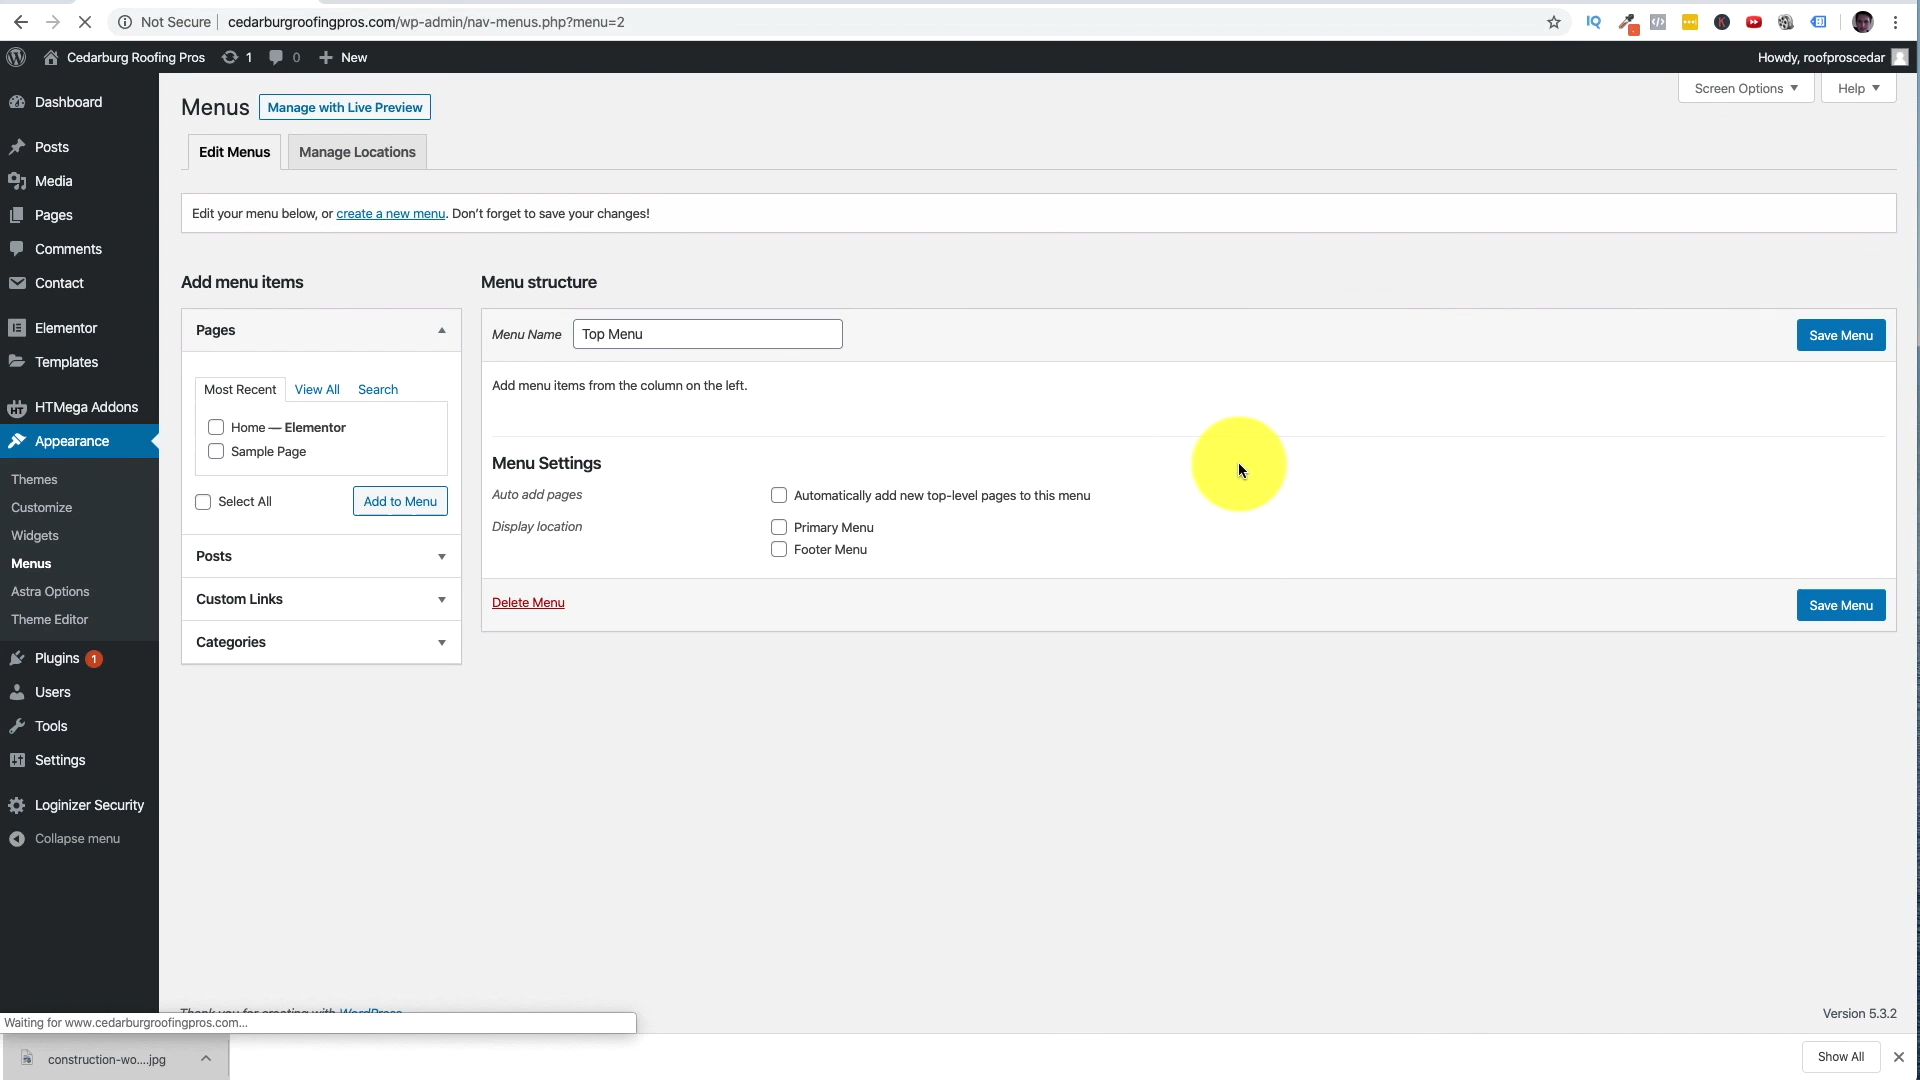 Not Secure
cedarburgroofingpros.com/wp-admin/nav-menus.php?menu=2
IQ
K
Cedarburg Roofing Pros
1
0
New
Howdy, roofproscedar
Dashboard
Posts
Media
Pages
Comments
Contact
Elementor
Templates
HTMega Addons
Appearance
Themes
Customize
Widgets
Menus
Astra Options
Theme Editor
Plugins 1
Users
Tools
Settings
Loginizer Security
Collapse menu
Menus
Manage with Live Preview
Screen Options
Help
Edit Menus
Manage Locations
Edit your menu below, or create a new menu. Don't forget to save your changes!
Add menu items
Pages
Most Recent
View All
Search
Home — Elementor
Sample Page
Select All
Add to Menu
Posts
Custom Links
Categories
Menu structure
Menu Name
Top Menu
Save Menu
Add menu items from the column on the left.
Menu Settings
Auto add pages
Automatically add new top-level pages to this menu
Display location
Primary Menu
Footer Menu
Delete Menu
Save Menu
Thank you for creating with WordPress.
Version 5.3.2
Waiting for www.cedarburgroofingpros.com...
construction-wo....jpg
Show All